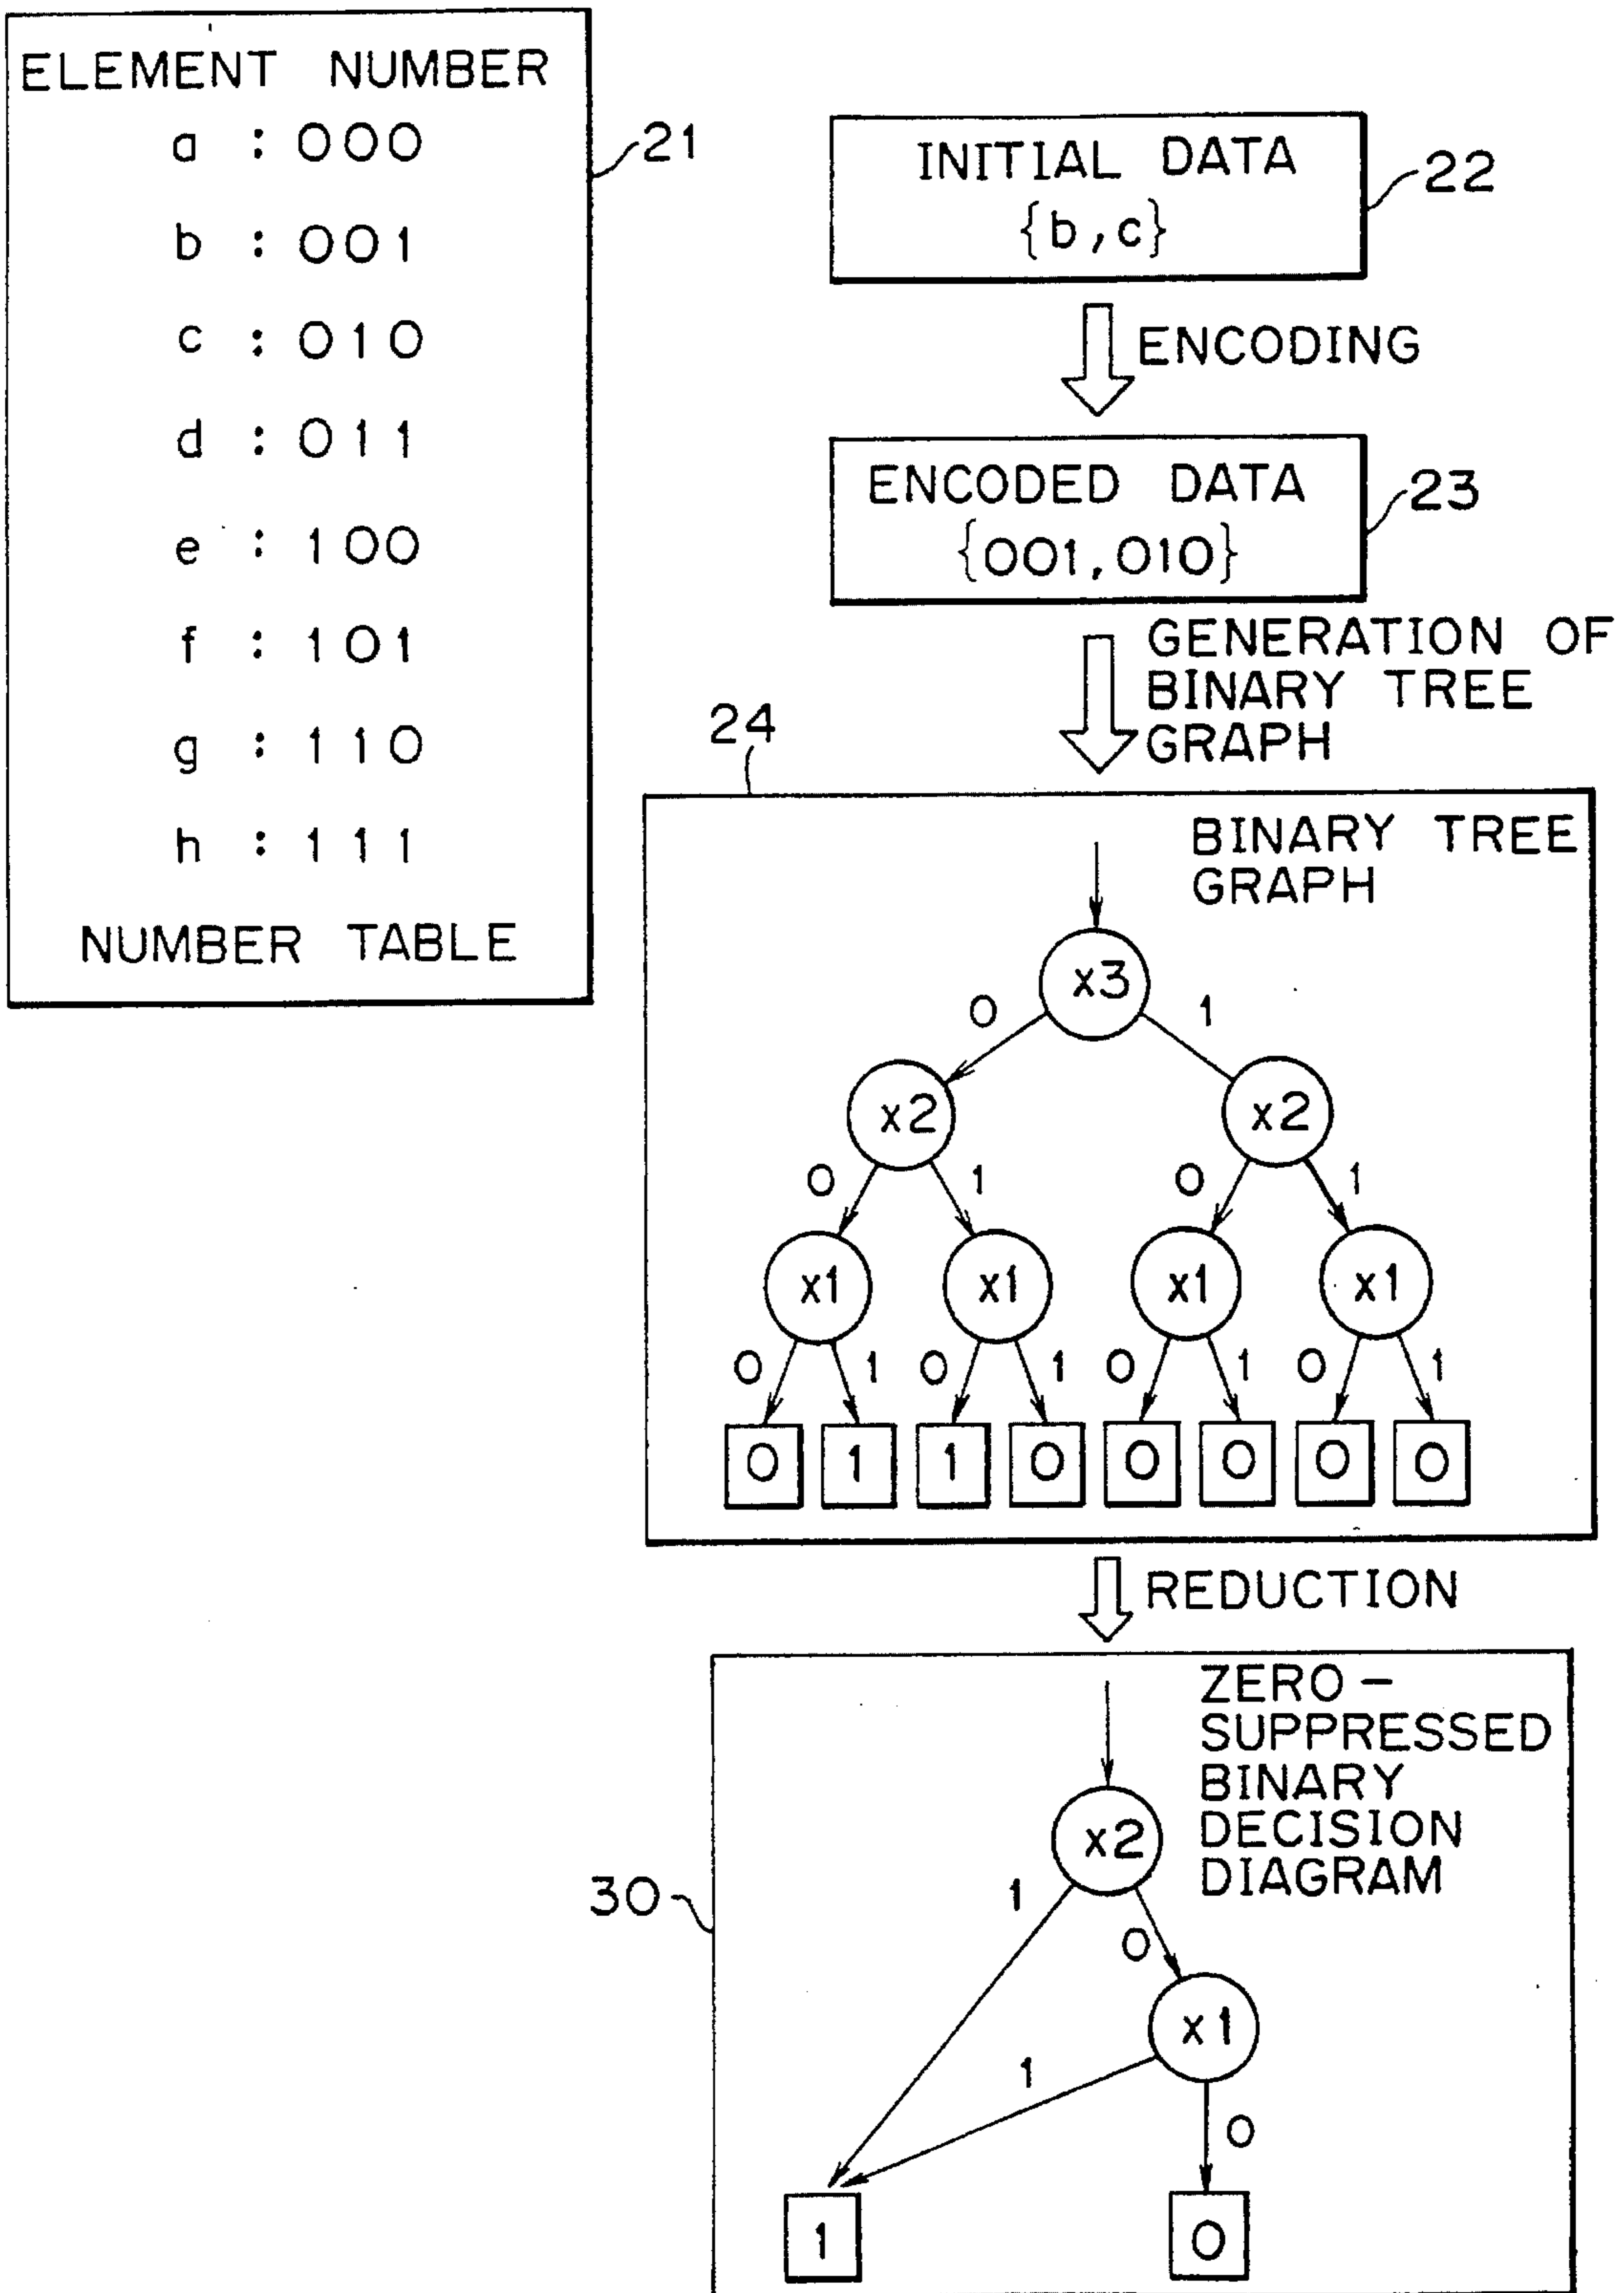 ELEMENT NUMBER
a : 000
b : 001
c : 010
d : 011
e : 100
f : 101
g : 110
h : 111
NUMBER TABLE
21
INITIAL DATA
{b,c}
22
ENCODING
ENCODED DATA
{001,010}
23
GENERATION OF
BINARY TREE
GRAPH
24
BINARY TREE
GRAPH
x3
0 1
x2 x2
0 1 0 1
x1 x1 x1 x1
0 1 0 1 0 1 0 1
0 1 1 0 0 0 0 0
REDUCTION
ZERO-
SUPPRESSED
BINARY
DECISION
DIAGRAM
30
x2
1 0
x1
1 0
1 0